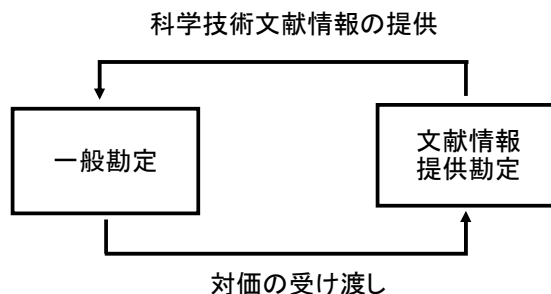 科学技術文献情報の提供
一般勘定
文献情報
提供勘定
対価の受け渡し